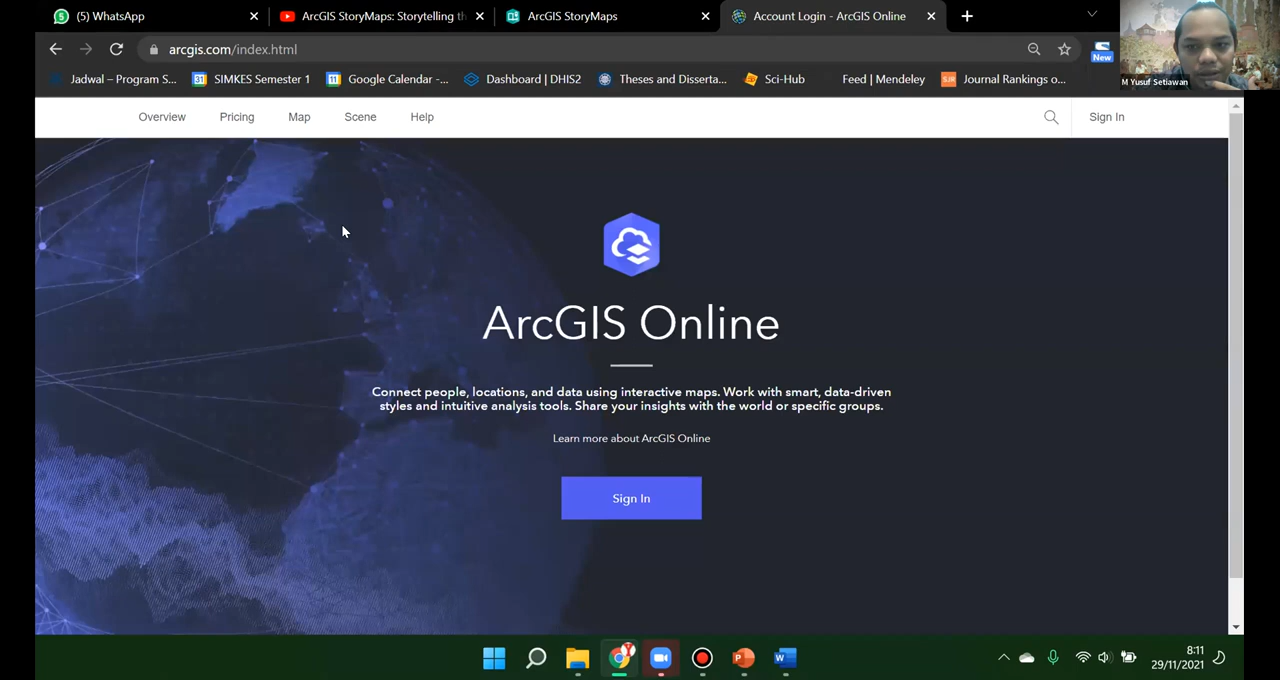 (5) WhatsApp
ArcGIS StoryMaps: Storytelling th
ArcGIS StoryMaps
Account Login - ArcGIS Online
arcgis.com/index.html
New
M Yusuf Setiawan
Jadwal – Program S...
31 SIMKES Semester 1
11 Google Calendar -...
Dashboard | DHIS2
Theses and Disserta...
Sci-Hub
Feed | Mendeley
SJR Journal Rankings o...
Overview Pricing Map Scene Help Sign In
ArcGIS Online
Connect people, locations, and data using interactive maps. Work with smart, data-driven
styles and intuitive analysis tools. Share your insights with the world or specific groups.
Learn more about ArcGIS Online
Sign In
8:11
29/11/2021